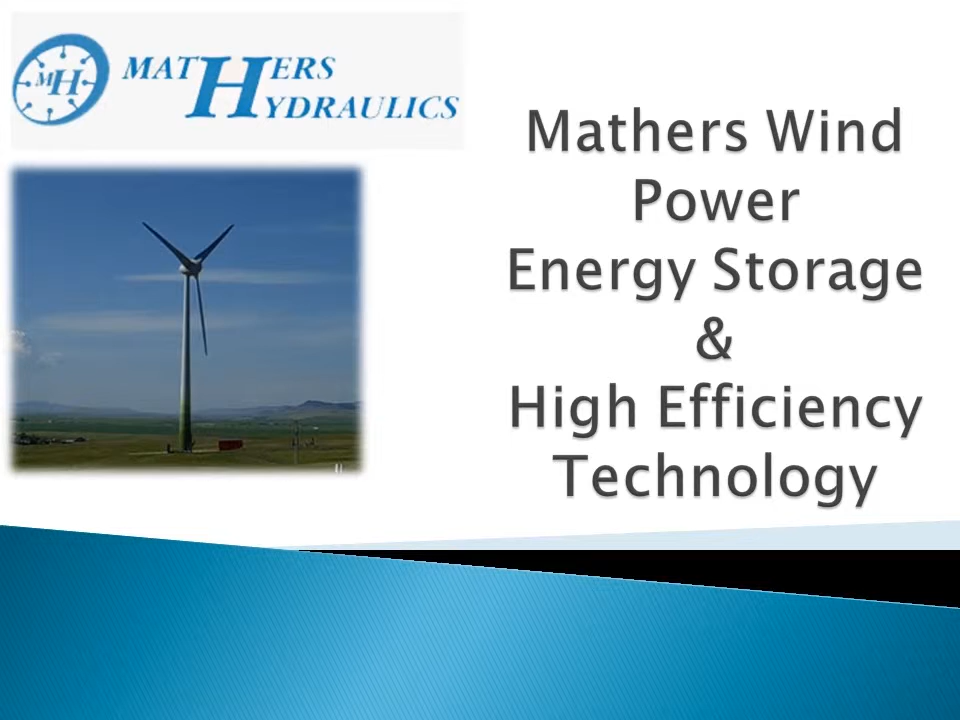 MH
MATHERS
HYDRAULICS
Mathers Wind
Power
Energy Storage
&
High Efficiency
Technology